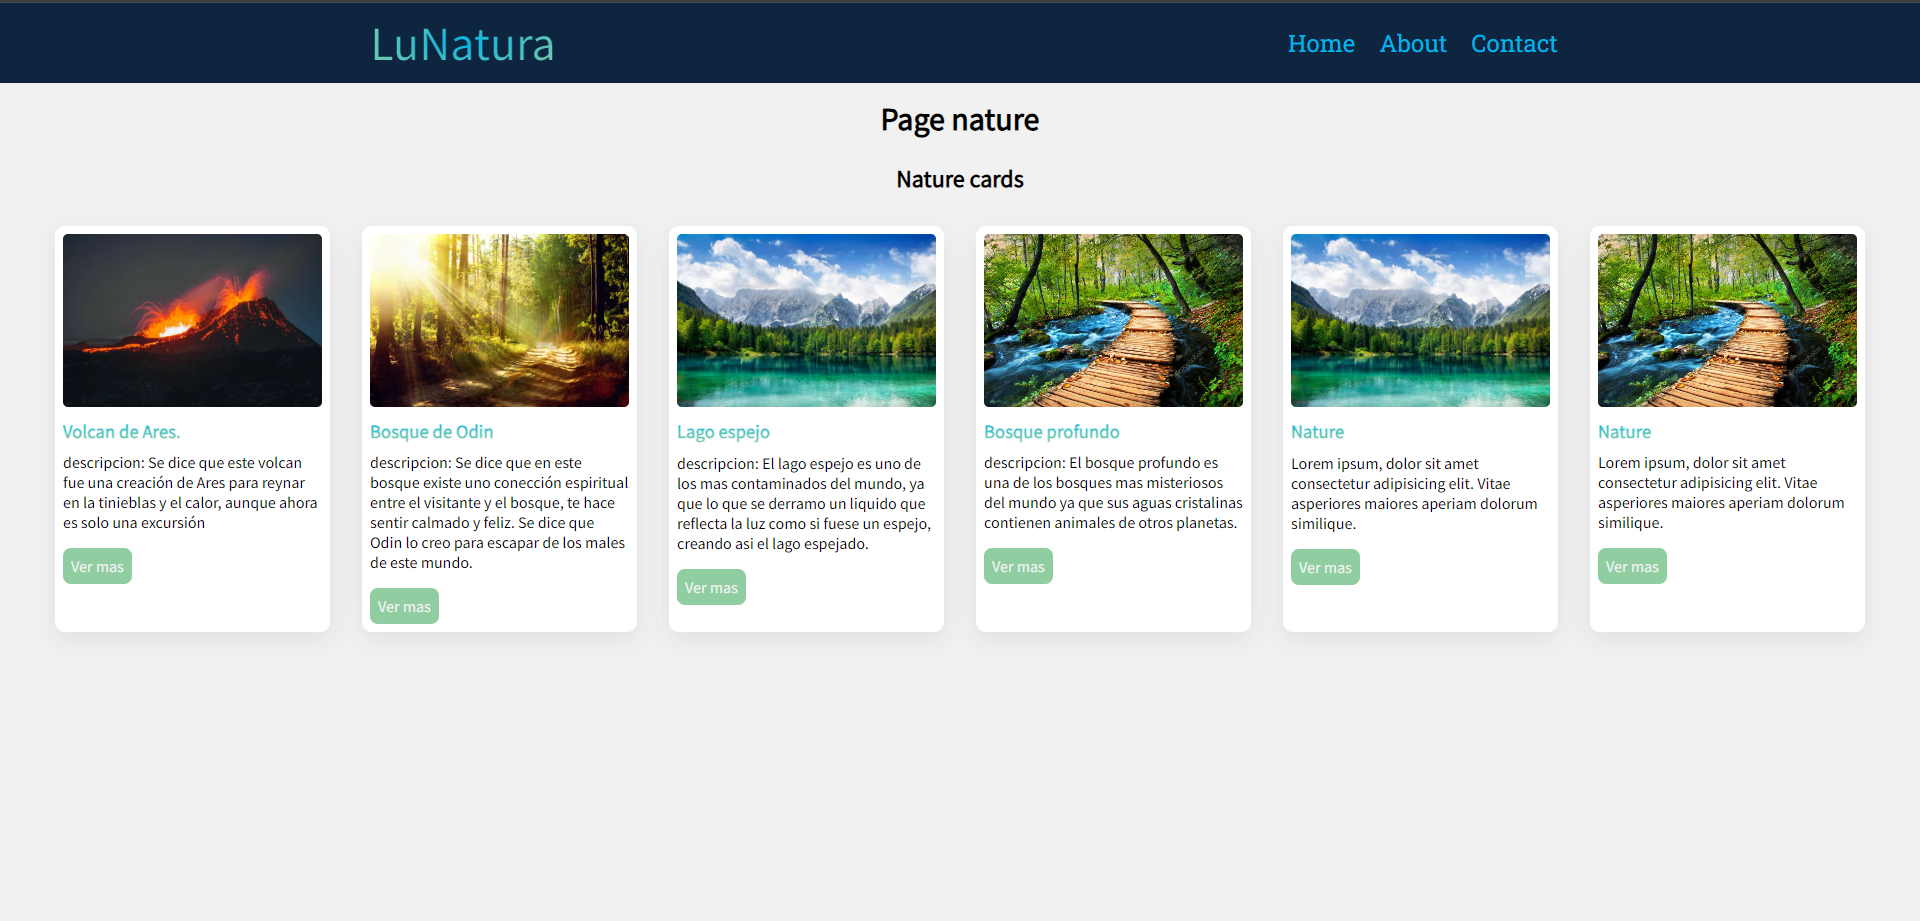 LuNatura
Home About Contact
Page nature
Nature cards
Volcan de Ares.
descripcion: Se dice que este volcan
fue una creación de Ares para reynar
en la tinieblas y el calor, aunque ahora
es solo una excursión
Ver mas
Bosque de Odin
descripcion: Se dice que en este
bosque existe uno conección espiritual
entre el visitante y el bosque, te hace
sentir calmado y feliz. Se dice que
Odin lo creo para escapar de los males
de este mundo.
Ver mas
Lago espejo
descripcion: El lago espejo es uno de
los mas contaminados del mundo, ya
que lo que se derramo un liquido que
reflecta la luz como si fuese un espejo,
creando asi el lago espejado.
Ver mas
Bosque profundo
descripcion: El bosque profundo es
una de los bosques mas misteriosos
del mundo ya que sus aguas cristalinas
contienen animales de otros planetas.
Ver mas
Nature
Lorem ipsum, dolor sit amet
consectetur adipisicing elit. Vitae
asperiores maiores aperiam dolorum
similique.
Ver mas
Nature
Lorem ipsum, dolor sit amet
consectetur adipisicing elit. Vitae
asperiores maiores aperiam dolorum
similique.
Ver mas